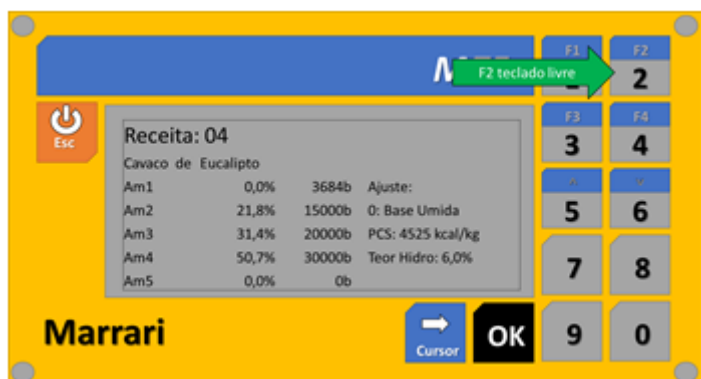 F1
F2
F2 teclado livre
2
Esc
F3
F4
3
4
Receita: 04
Cavaco de Eucalipto
Am1 0,0% 3684b Ajuste:
Am2 21,8% 15000b 0: Base Umida
Am3 31,4% 20000b PCS: 4525 kcal/kg
Am4 50,7% 30000b Teor Hidro: 6,0%
Am5 0,0% 0b
5
6
7
8
Marrari
Cursor
OK
9
0